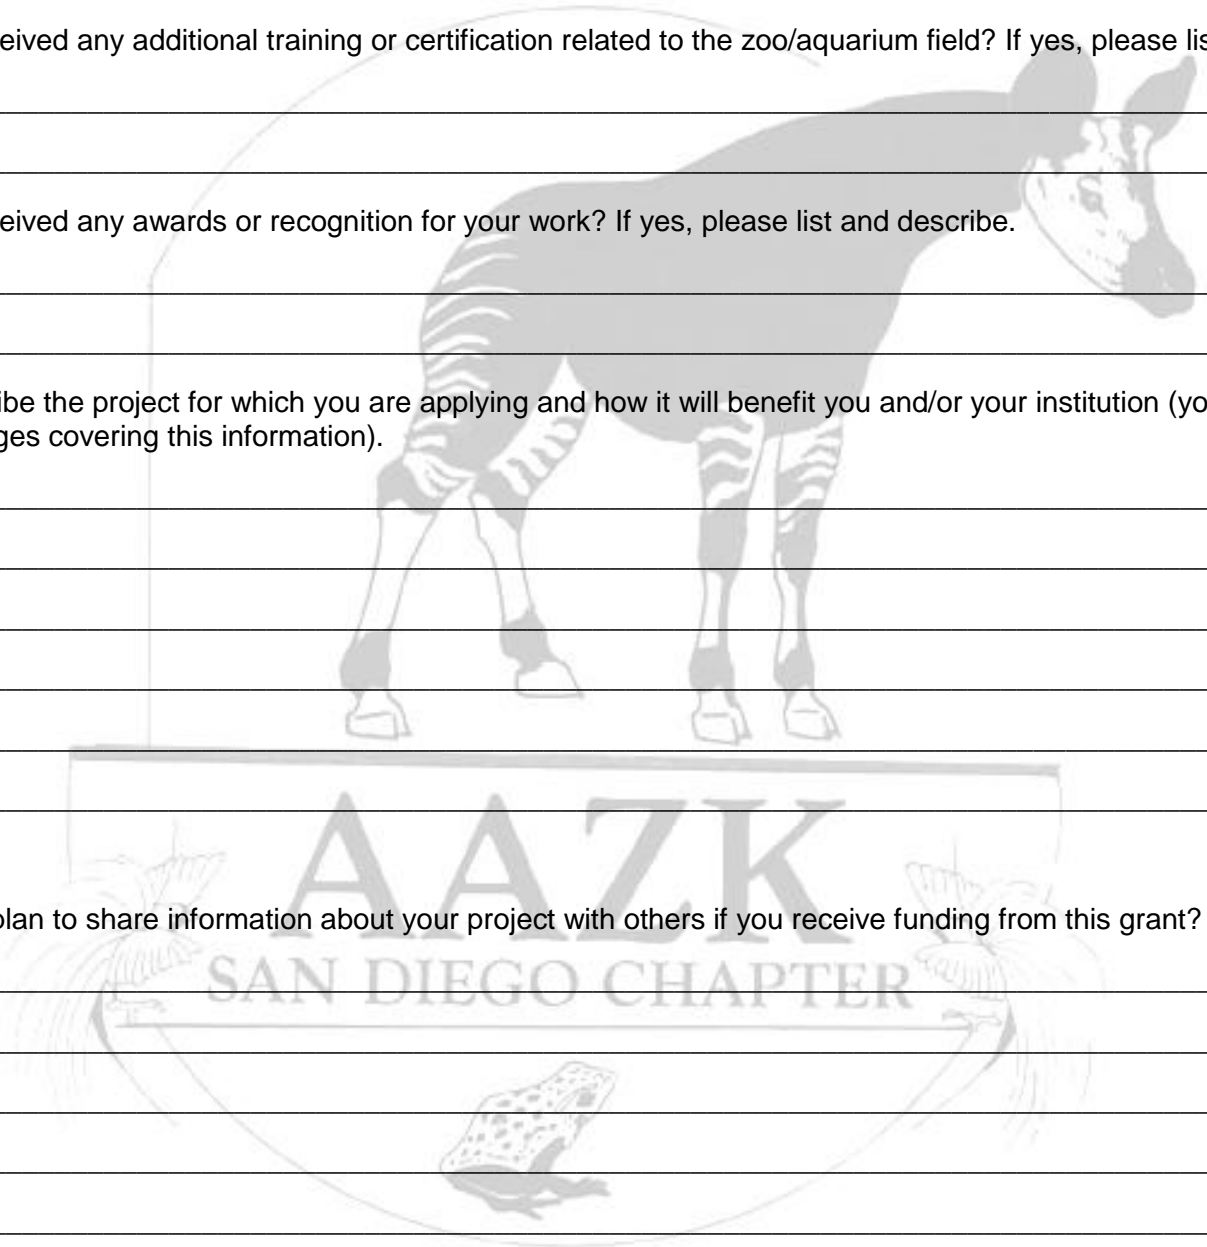 eived any additional training or certification related to the zoo/aquarium field? If yes, please lis
eived any awards or recognition for your work? If yes, please list and describe.
ibe the project for which you are applying and how it will benefit you and/or your institution (yo
ges covering this information).
AAZK
plan to share information about your project with others if you receive funding from this grant?
SAN DIEGO CHAPTER